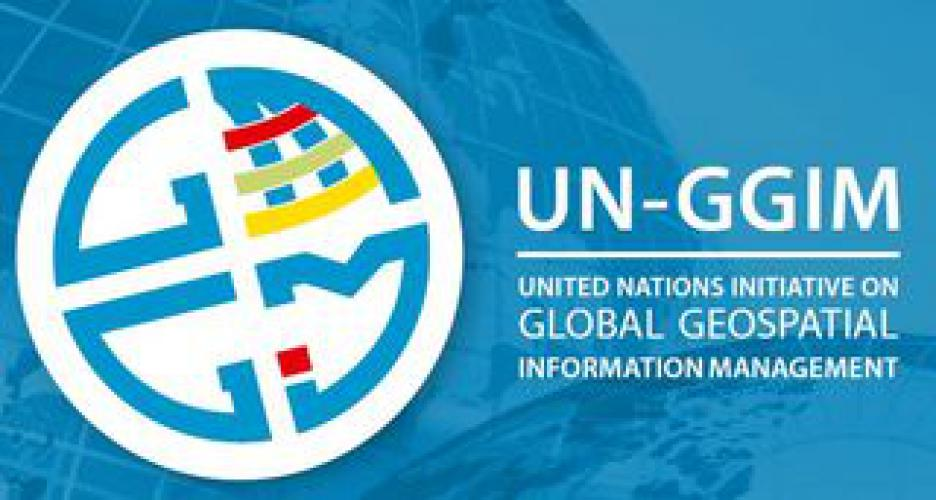 UN-GGIM
UNITED NATIONS INITIATIVE ON
GLOBAL GEOSPATIAL
INFORMATION MANAGEMENT